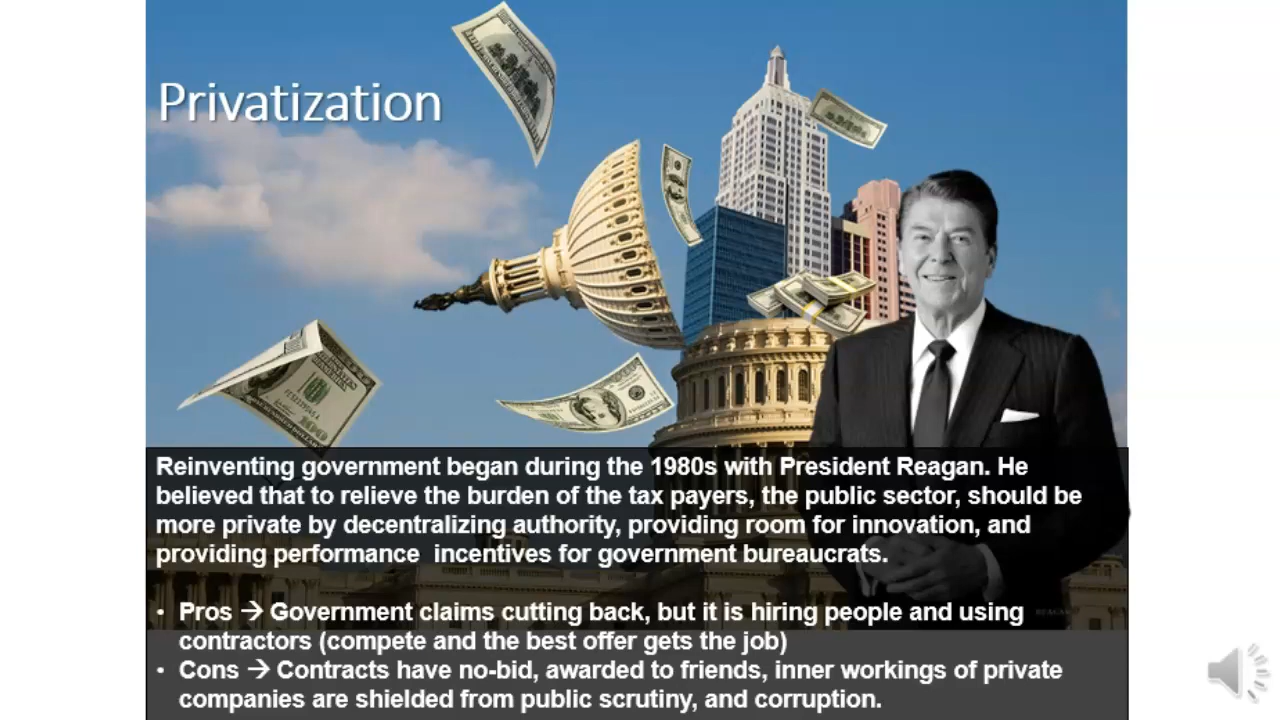 Privatization
Reinventing government began during the 1980s with President Reagan. He
believed that to relieve the burden of the tax payers, the public sector, should be
more private by decentralizing authority, providing room for innovation, and
providing performance incentives for government bureaucrats.
• Pros → Government claims cutting back, but it is hiring people and using
contractors (compete and the best offer gets the job)
• Cons → Contracts have no-bid, awarded to friends, inner workings of private
companies are shielded from public scrutiny, and corruption.